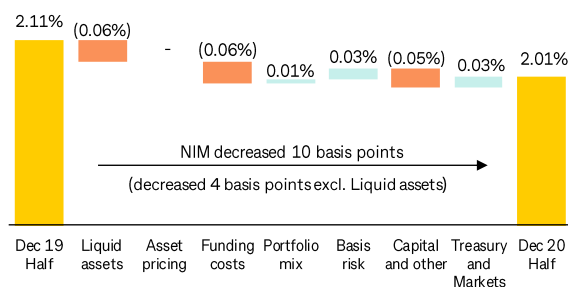 2.11%
(0.06%)
-
(0.06%)
0.01%
0.03%
(0.05%)
0.03%
2.01%
NIM decreased 10 basis points
(decreased 4 basis points excl. Liquid assets)
Dec 19 Half
Liquid assets
Asset pricing
Funding costs
Portfolio mix
Basis risk
Capital and other
Treasury and Markets
Dec 20 Half